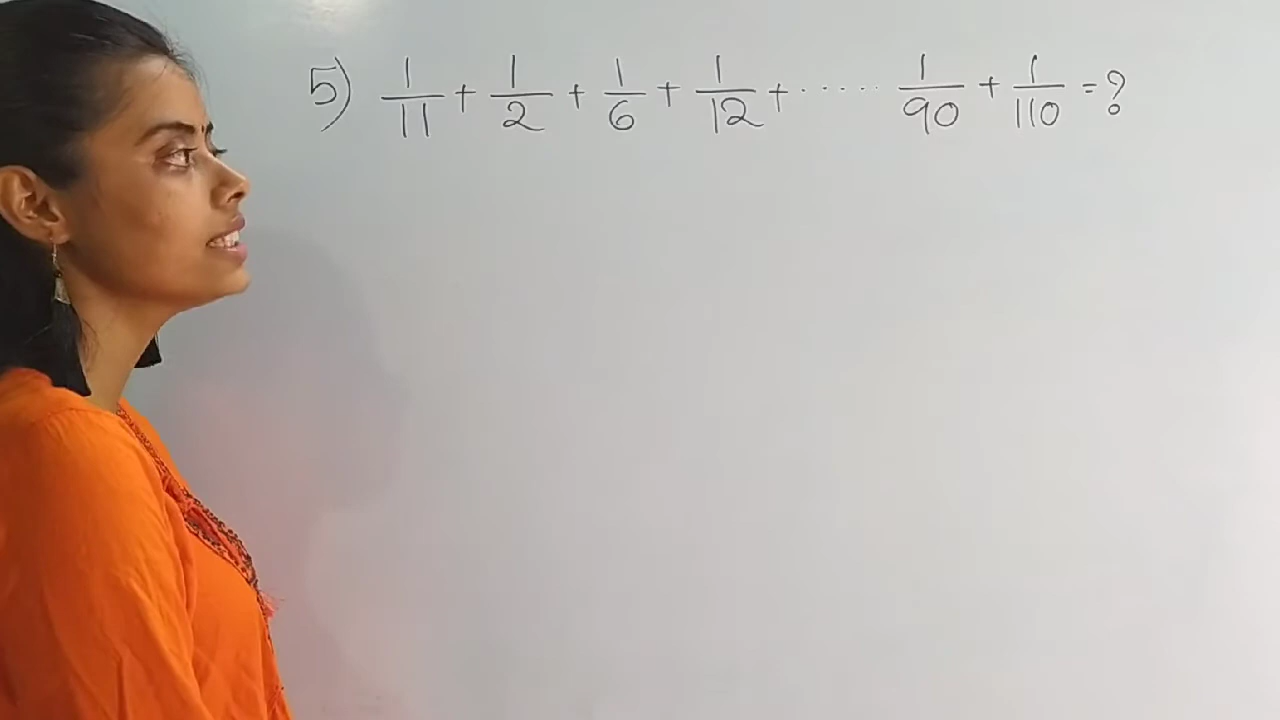 5) 1/11 + 1/2 + 1/6 + 1/12 + ..... 1/90 + 1/110 = ?